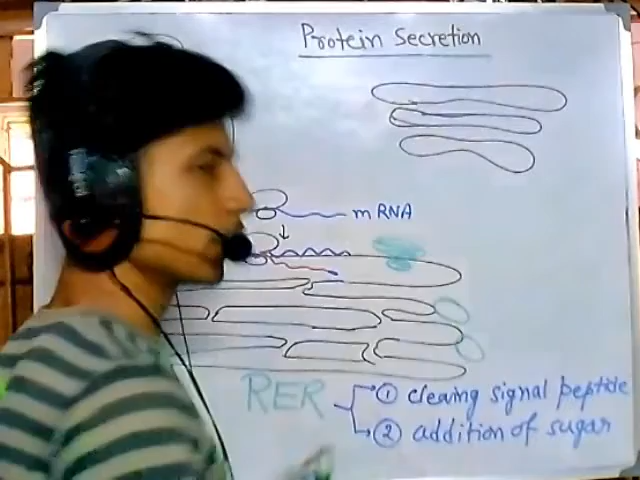 Protein Secretion
mRNA
RER
① cleaving signal peptide
② addition of sugar